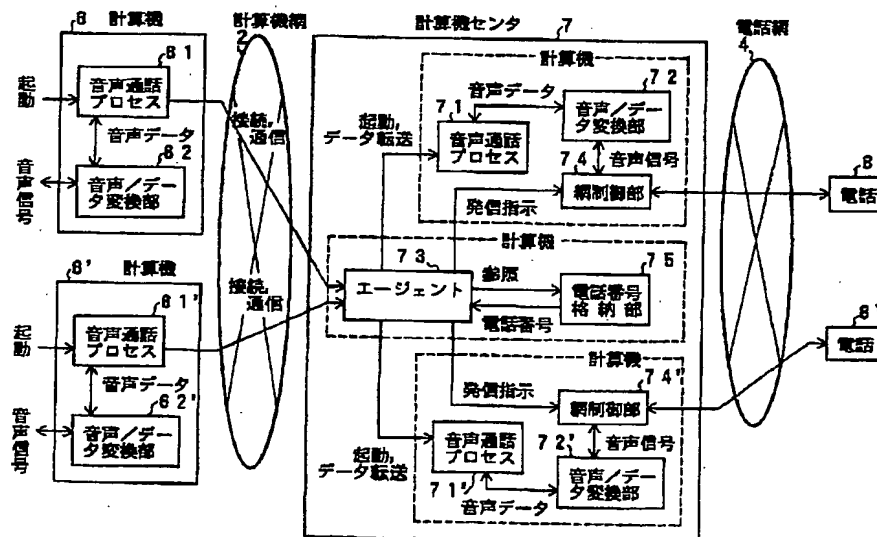 6 計算機
61
起動
音声通話
プロセス
音声データ
62
音声
信号
音声/デー
タ変換部
6' 計算機
61'
起動
音声通話
プロセス
音声データ
62'
音声
信号
音声/デー
タ変換部
計算機網
2
接続,
通信
接続,
通信
計算機センタ 7
計算機
音声データ
72
71
起動,
データ転送
音声通話
プロセス
音声/デー
タ変換部
74
音声信号
網制御部
発信指示
計算機
73
エージェント
参照
75
電話番号
格納部
電話番号
計算機
発信指示
74'
網制御部
音声信号
起動,
データ転送
音声通話
プロセス
72'
音声/デー
タ変換部
71'
音声データ
電話網
4
8
電話
8'
電話